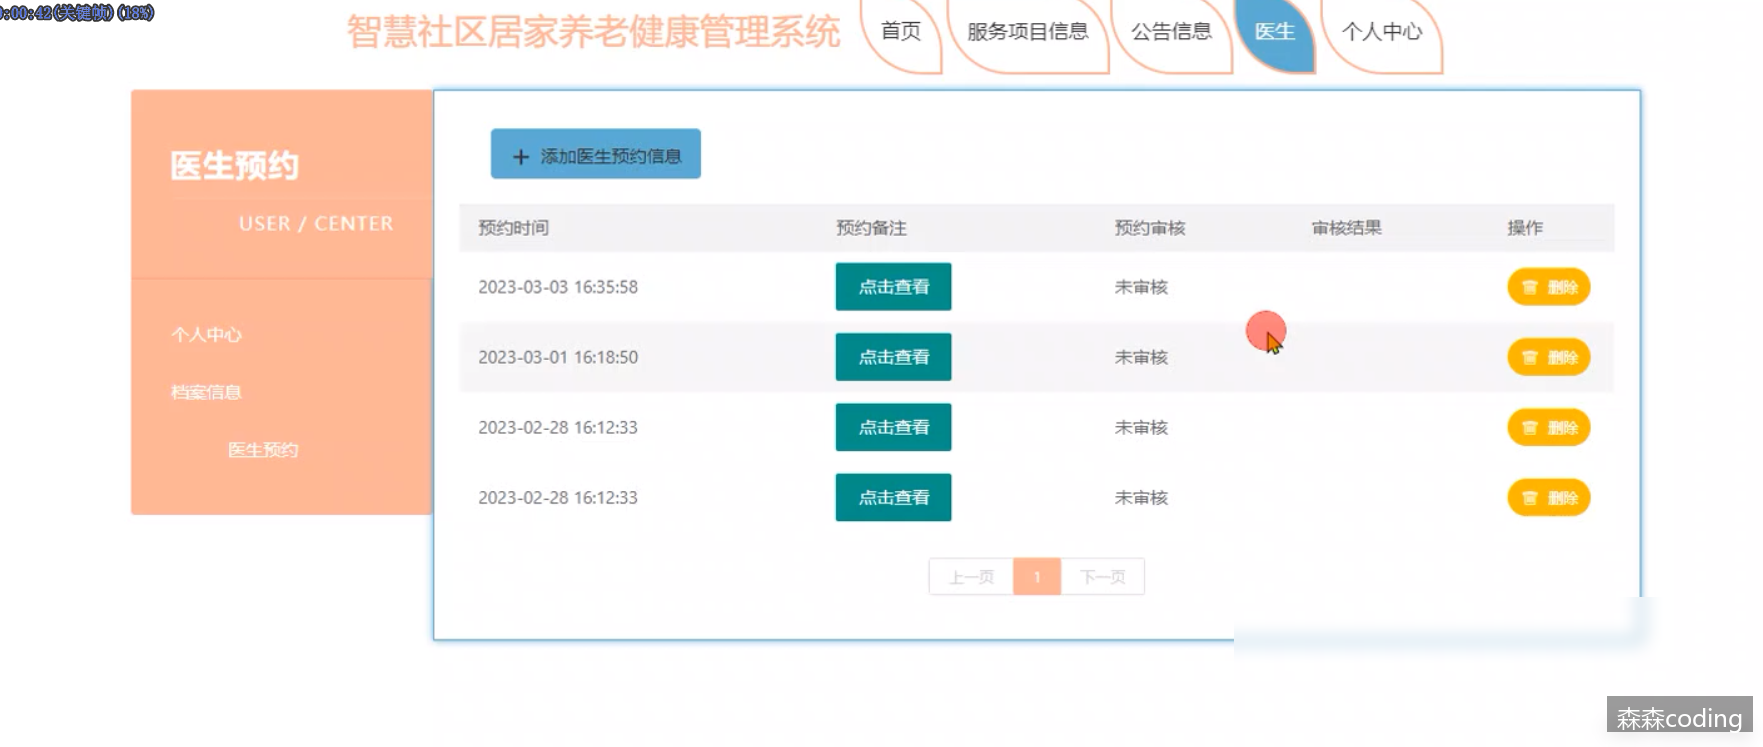 0:00:42(关键帧)(18%)
智慧社区居家养老健康管理系统 首页 服务项目信息 公告信息 医生 个人中心
医生预约
USER / CENTER
个人中心
档案信息
医生预约
+ 添加医生预约信息
预约时间 预约备注 预约审核 审核结果 操作
2023-03-03 16:35:58 点击查看 未审核 删除
2023-03-01 16:18:50 点击查看 未审核 删除
2023-02-28 16:12:33 点击查看 未审核 删除
2023-02-28 16:12:33 点击查看 未审核 删除
上一页 1 下一页
森森coding